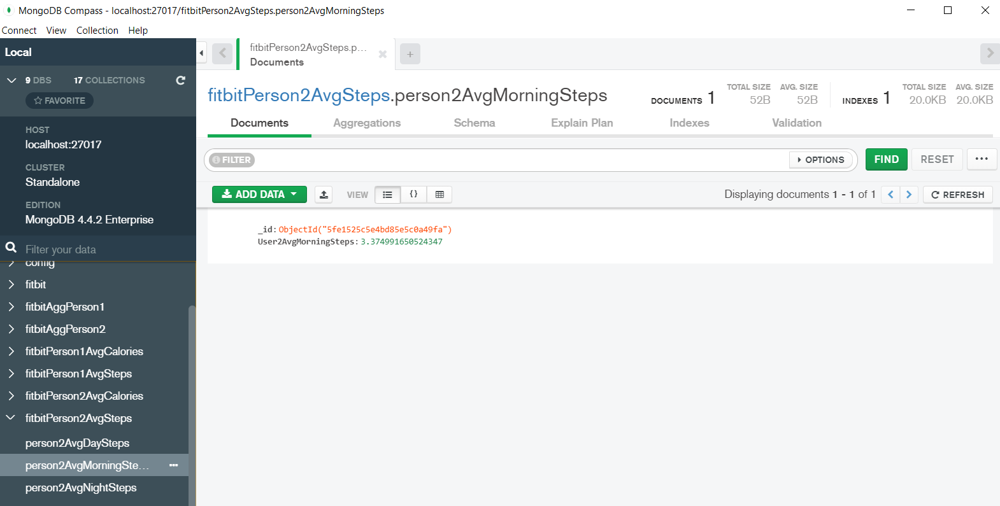 MongoDB Compass - localhost:27017/fitbitPerson2AvgSteps.person2AvgMorningSteps
Connect View Collection Help
Local
9 DBS 17 COLLECTIONS
FAVORITE
HOST
localhost:27017
CLUSTER
Standalone
EDITION
MongoDB 4.4.2 Enterprise
Filter your data
config
fitbit
fitbitAggPerson1
fitbitAggPerson2
fitbitPerson1AvgCalories
fitbitPerson1AvgSteps
fitbitPerson2AvgCalories
fitbitPerson2AvgSteps
person2AvgDaySteps
person2AvgMorningSte...
person2AvgNightSteps
fitbitPerson2AvgSteps.p...
Documents
fitbitPerson2AvgSteps.person2AvgMorningSteps
DOCUMENTS 1
TOTAL SIZE 52B
AVG. SIZE 52B
INDEXES 1
TOTAL SIZE 20.0KB
AVG. SIZE 20.0KB
Documents Aggregations Schema Explain Plan Indexes Validation
FILTER OPTIONS FIND RESET
ADD DATA VIEW Displaying documents 1 - 1 of 1 REFRESH
_id: ObjectId("5fe1525c5e4bd85e5c0a49fa")
User2AvgMorningSteps: 3.374991650524347